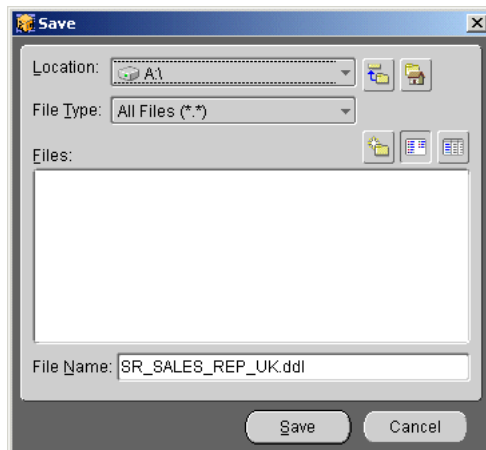 Save
Location: A:\
File Type: All Files (*.*)
Files:
File Name: SR_SALES_REP_UK.ddl
Save Cancel